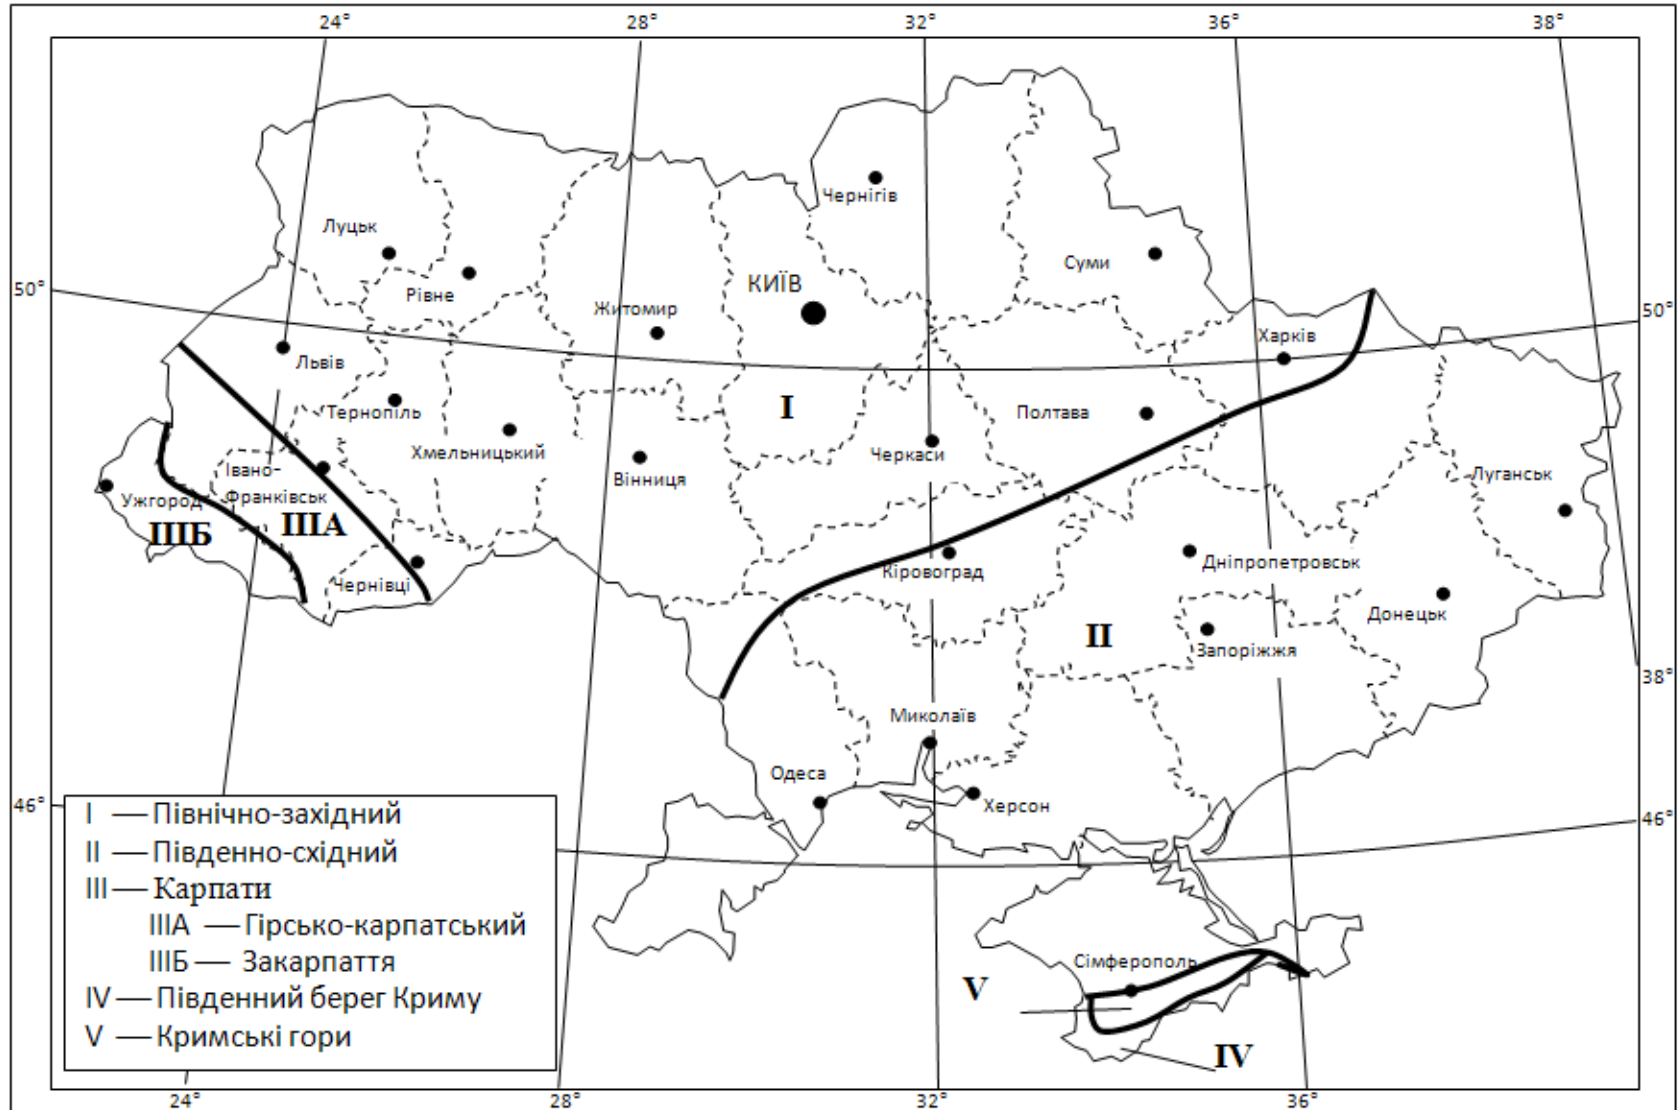 24° 28° 32° 36° 38°
Чернігів
Луцьк
Суми
Рівне
КИЇВ
50°
Житомир
50°
Харків
Львів
Тернопіль
I
Полтава
Хмельницький
Черкаси
Вінниця
Івано-
Франківськ
Луганськ
Ужгород
IIIБ
IIIА
Чернівці
Кіровоград
Дніпропетровськ
Донецьк
II
Запоріжжя
38°
Миколаїв
Одеса
Херсон
46°
46°
I — Північно-західний
II — Південно-східний
III — Карпати
IIIА — Гірсько-карпатський
IIIБ — Закарпаття
IV — Південний берег Криму
V — Кримські гори
Сімферополь
V
IV
24° 28° 32° 36°